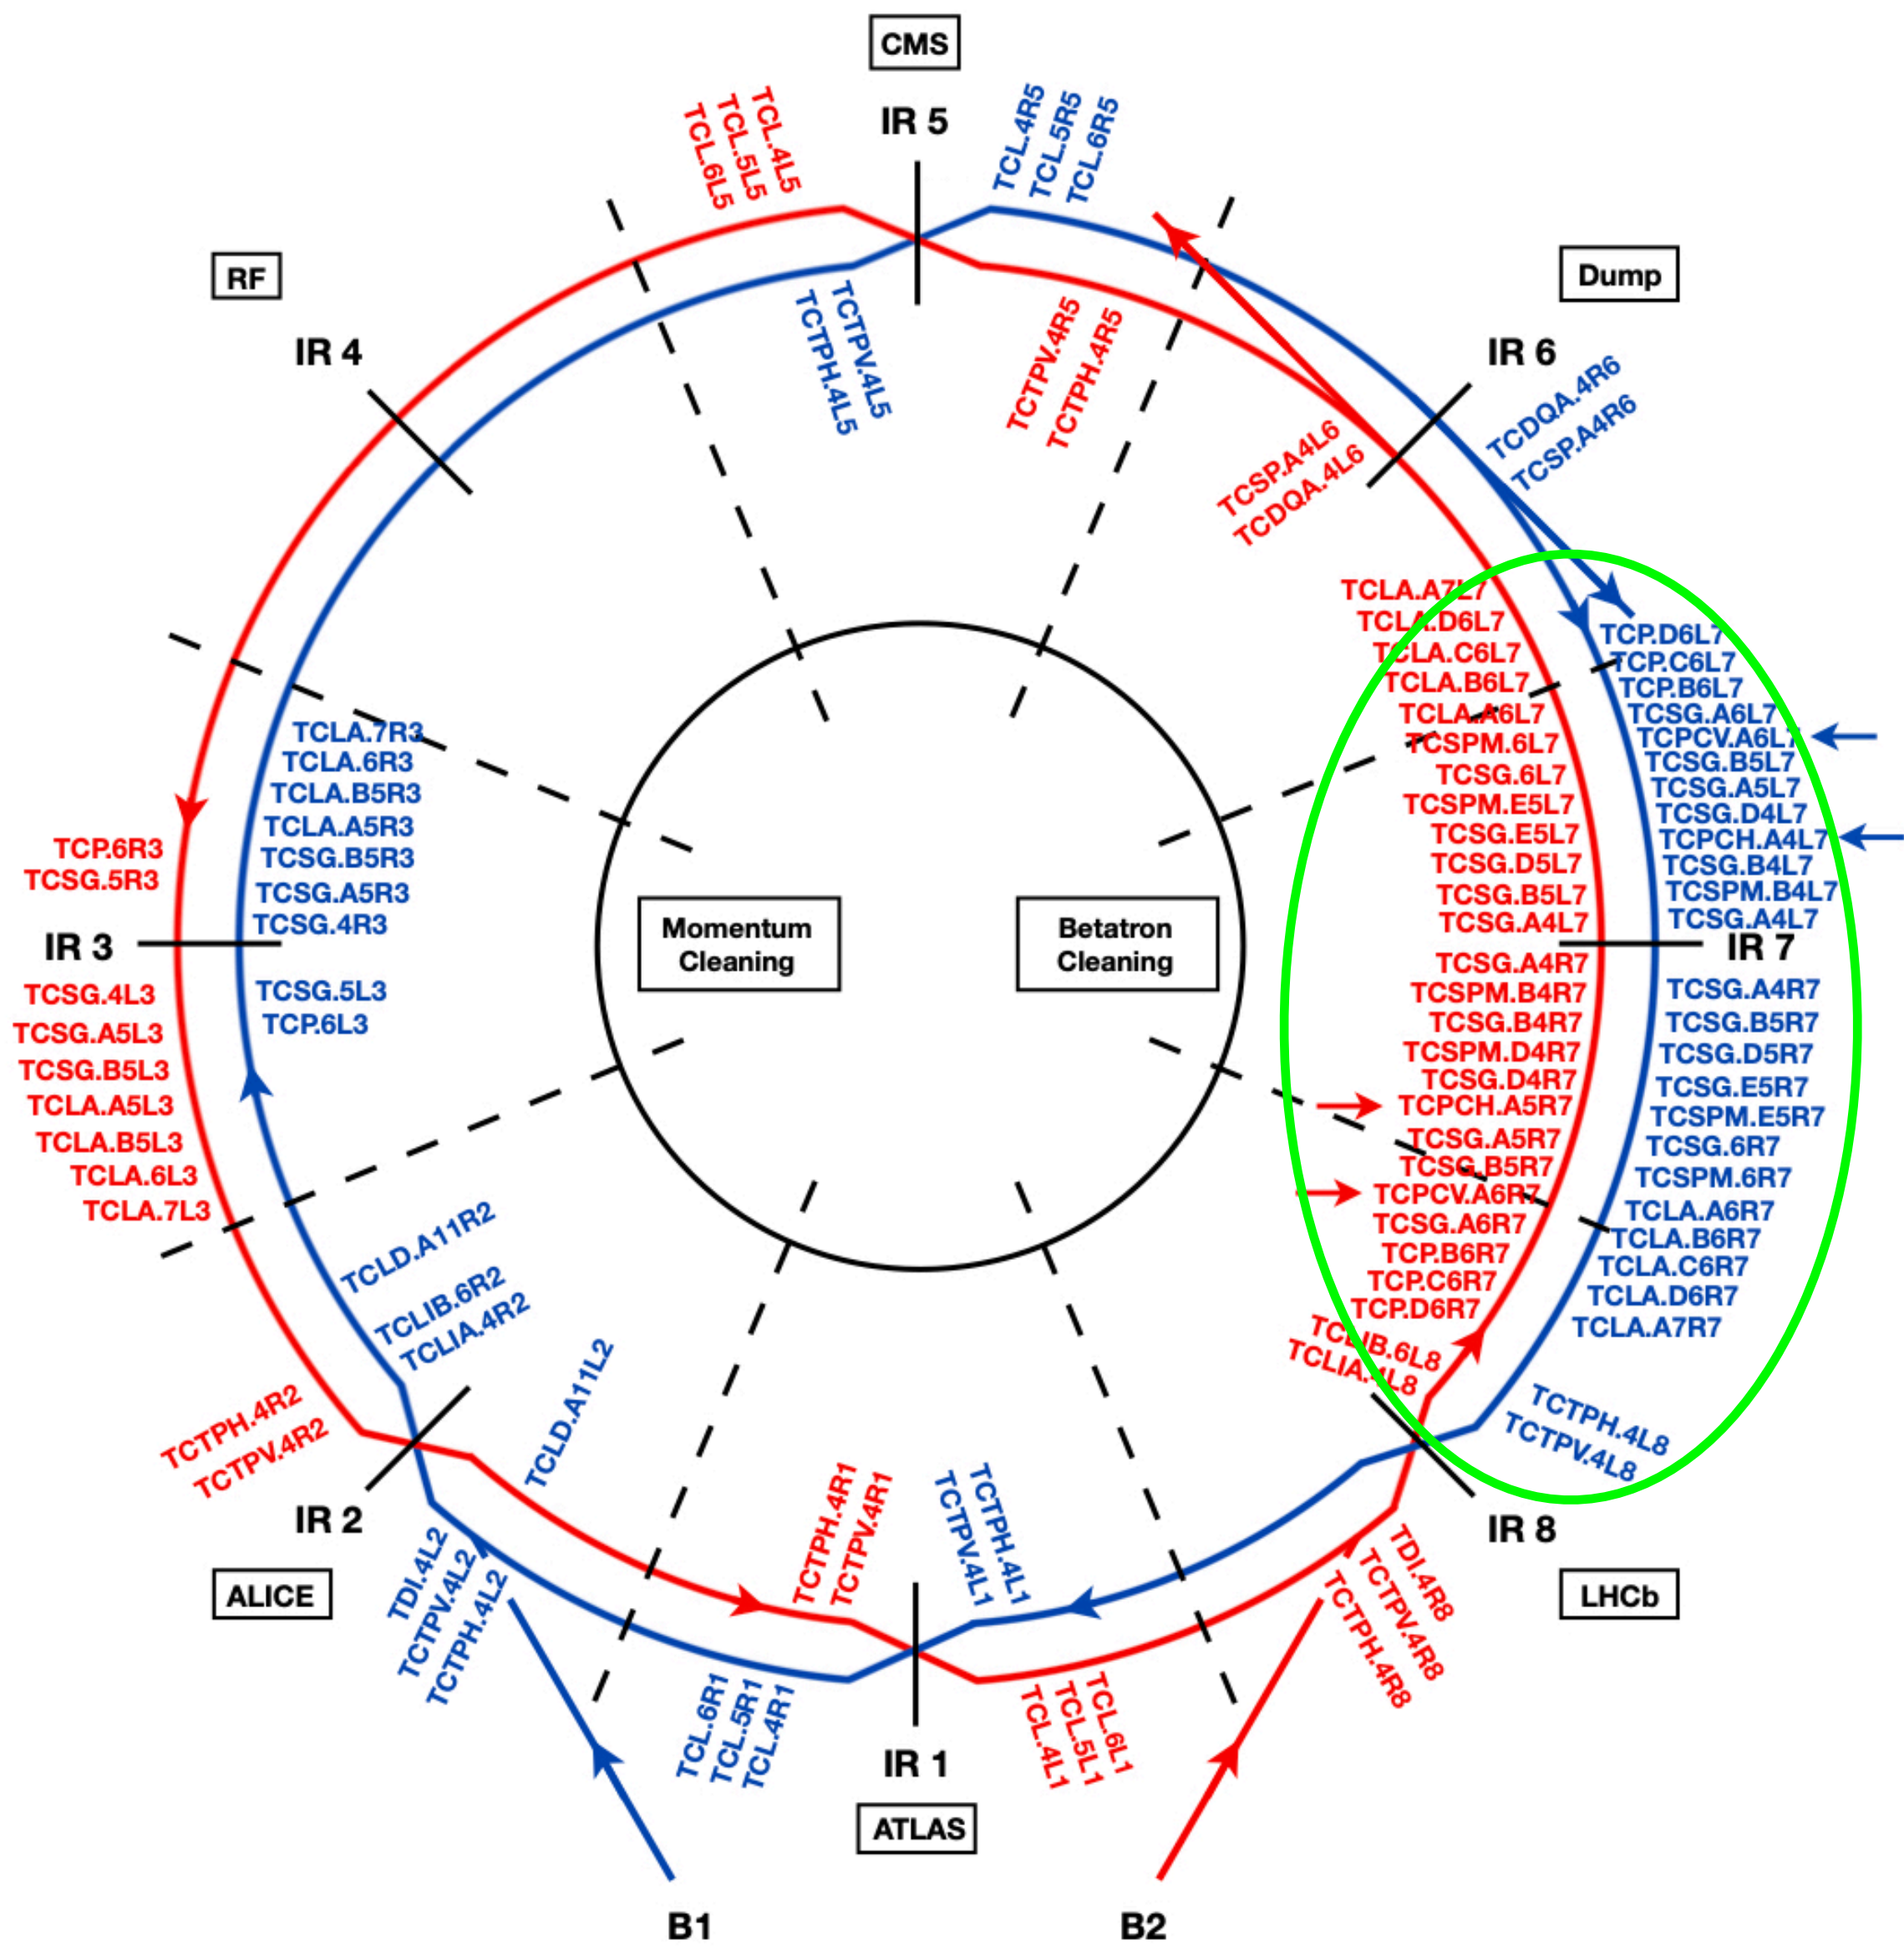 CMS
IR 5
TCL.6L5
TCL.5L5
TCL.4L5
TCL.4R5
TCL.5R5
TCL.6R5
RF
IR 4
TCTPH.4L5
TCTPV.4L5
TCTPV.4R5
TCTPH.4R5
Dump
IR 6
TCDQA.4R6
TCSP.A4R6
TCSP.A4L6
TCDQA.4L6
TCLA.A7L7
TCLA.D6L7
TCLA.C6L7
TCLA.B6L7
TCLA.A6L7
TCSPM.6L7
TCSG.6L7
TCSPM.E5L7
TCSG.E5L7
TCSG.D5L7
TCSG.B5L7
TCSG.A4L7
TCP.D6L7
TCP.C6L7
TCP.B6L7
TCSG.A6L7
TCPCV.A6L7
TCSG.B5L7
TCSG.A5L7
TCSG.D4L7
TCPCH.A4L7
TCSG.B4L7
TCSPM.B4L7
TCSG.A4L7
IR 7
TCSG.A4R7
TCSPM.B4R7
TCSG.B4R7
TCSPM.D4R7
TCSG.D4R7
TCPCH.A5R7
TCSG.A5R7
TCSG.B5R7
TCPCV.A6R7
TCSG.A6R7
TCP.B6R7
TCP.C6R7
TCP.D6R7
TCSG.A4R7
TCSG.B5R7
TCSG.D5R7
TCSG.E5R7
TCSPM.E5R7
TCSG.6R7
TCSPM.6R7
TCLA.A6R7
TCLA.B6R7
TCLA.C6R7
TCLA.D6R7
TCLA.A7R7
TCLA.7R3
TCLA.6R3
TCLA.B5R3
TCLA.A5R3
TCSG.B5R3
TCSG.A5R3
TCSG.4R3
TCP.6R3
TCSG.5R3
IR 3
TCSG.5L3
TCP.6L3
TCSG.4L3
TCSG.A5L3
TCSG.B5L3
TCLA.A5L3
TCLA.B5L3
TCLA.6L3
TCLA.7L3
Momentum
Cleaning
Betatron
Cleaning
TCLD.A11R2
TCLIB.6R2
TCLIA.4R2
TCTPH.4R2
TCTPV.4R2
TCLD.A11L2
IR 2
ALICE
TDI.4L2
TCTPV.4L2
TCTPH.4L2
TCTPH.4R1
TCTPV.4R1
TCTPV.4L1
TCTPH.4L1
TCLIB.6L8
TCLIA.4L8
TCTPH.4L8
TCTPV.4L8
IR 8
LHCb
TDI.4R8
TCTPV.4R8
TCTPH.4R8
TCL.6R1
TCL.5R1
TCL.4R1
TCL.4L1
TCL.5L1
TCL.6L1
IR 1
ATLAS
B1
B2